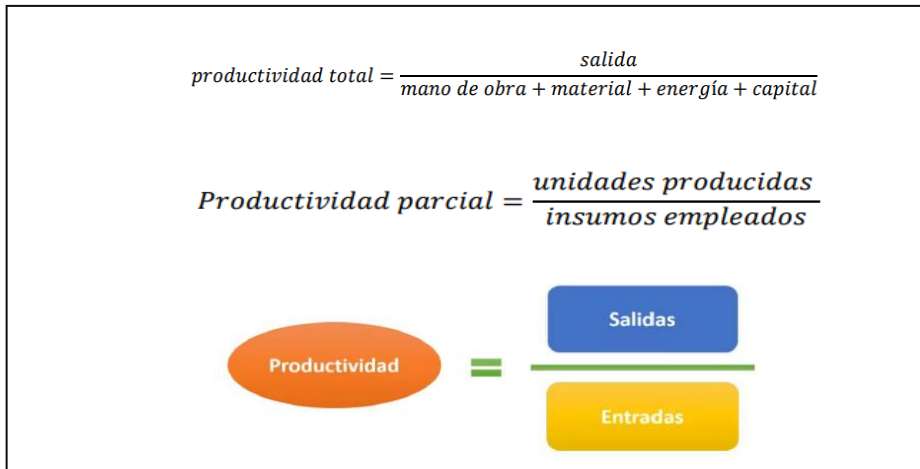 productividad total = salida / mano de obra + material + energía + capital
Productividad parcial = unidades producidas / insumos empleados
Productividad = Salidas / Entradas